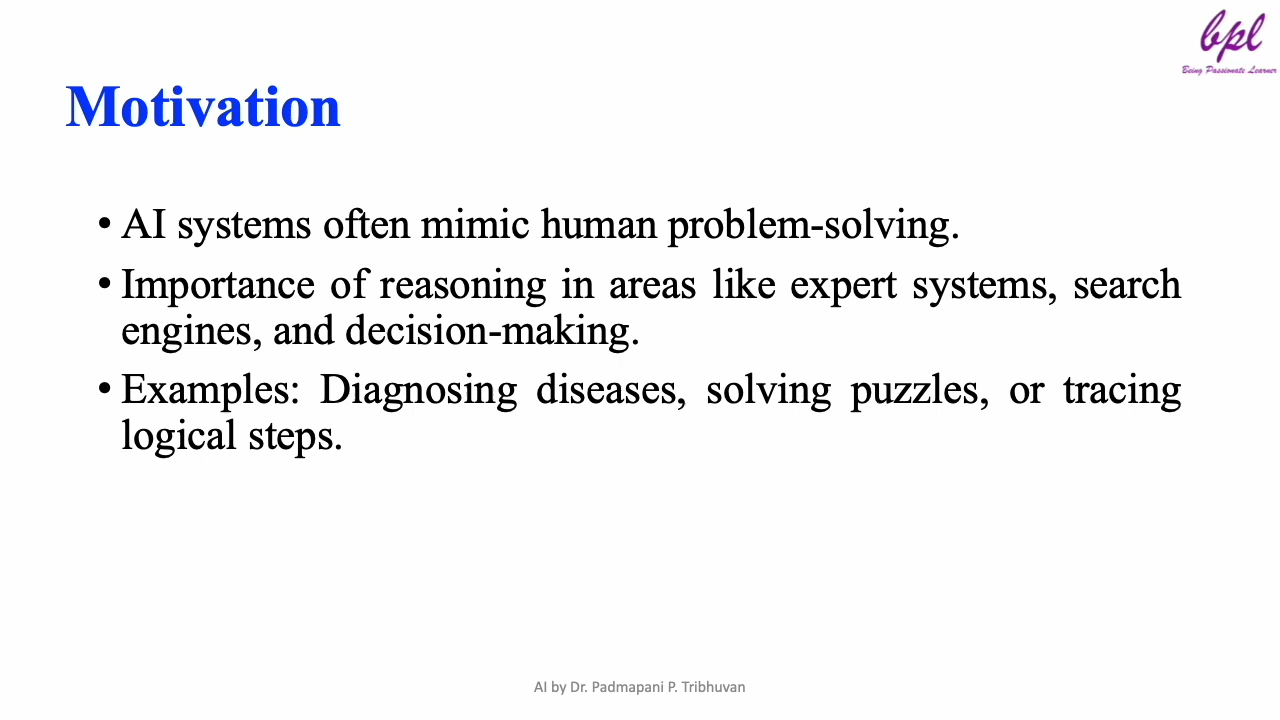 bpl
Being Passionate Learner
Motivation
• AI systems often mimic human problem-solving.
• Importance of reasoning in areas like expert systems, search
engines, and decision-making.
• Examples: Diagnosing diseases, solving puzzles, or tracing
logical steps.
AI by Dr. Padmapani P. Tribhuvan